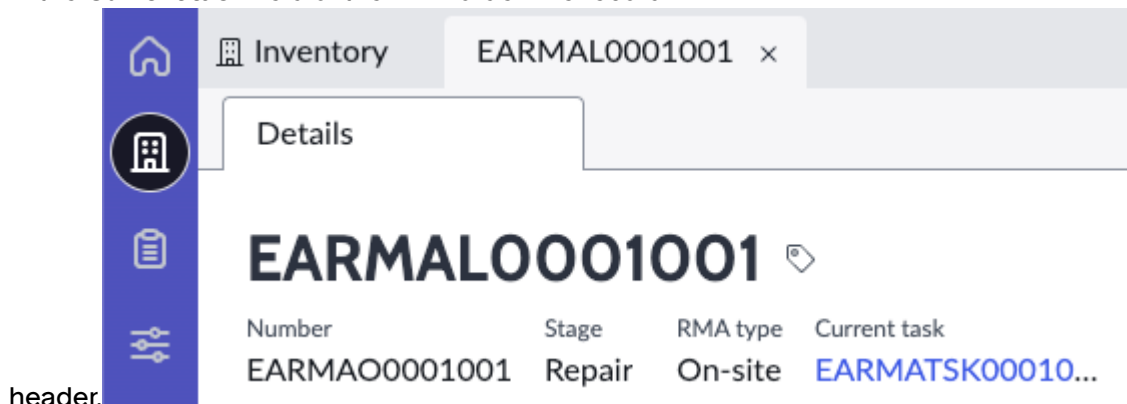 Inventory
EARMAL0001001 ×
Details
EARMAL0001001
Number Stage RMA type Current task
EARMAO0001001 Repair On-site EARMATSK00010...
header.